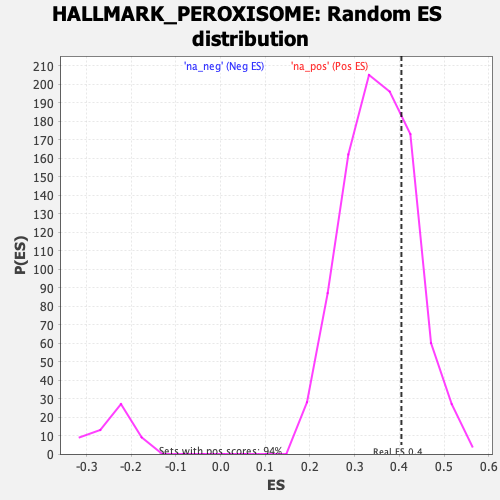 HALLMARK_PEROXISOME: Random ES
distribution
'na_neg' (Neg ES)
'na_pos' (Pos ES)
210
200
190
180
170
160
150
140
130
120
110
100
90
80
70
60
50
40
30
20
10
0
P(ES)
Sets with pos scores: 94%
Real ES 0.4
-0.3 -0.2 -0.1 0.0 0.1 0.2 0.3 0.4 0.5 0.6
ES